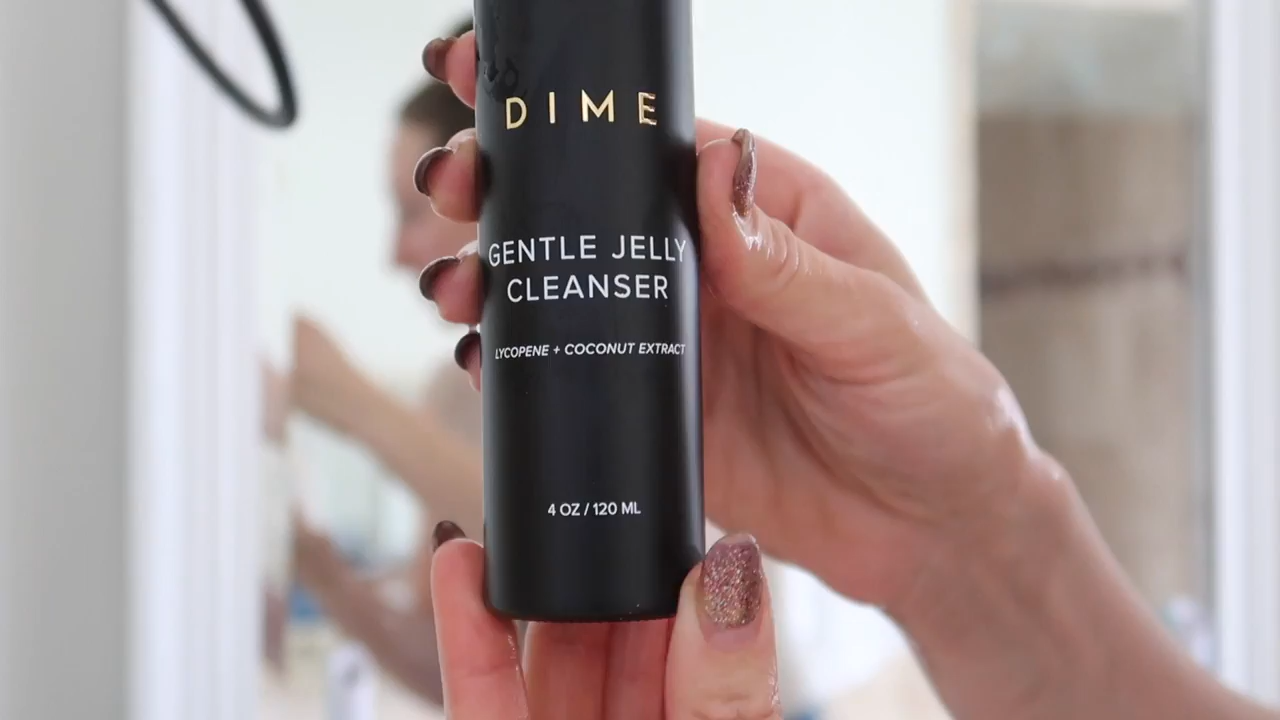 DIME
GENTLE JELLY
CLEANSER
LYCOPENE + COCONUT EXTRACT
4 OZ / 120 ML